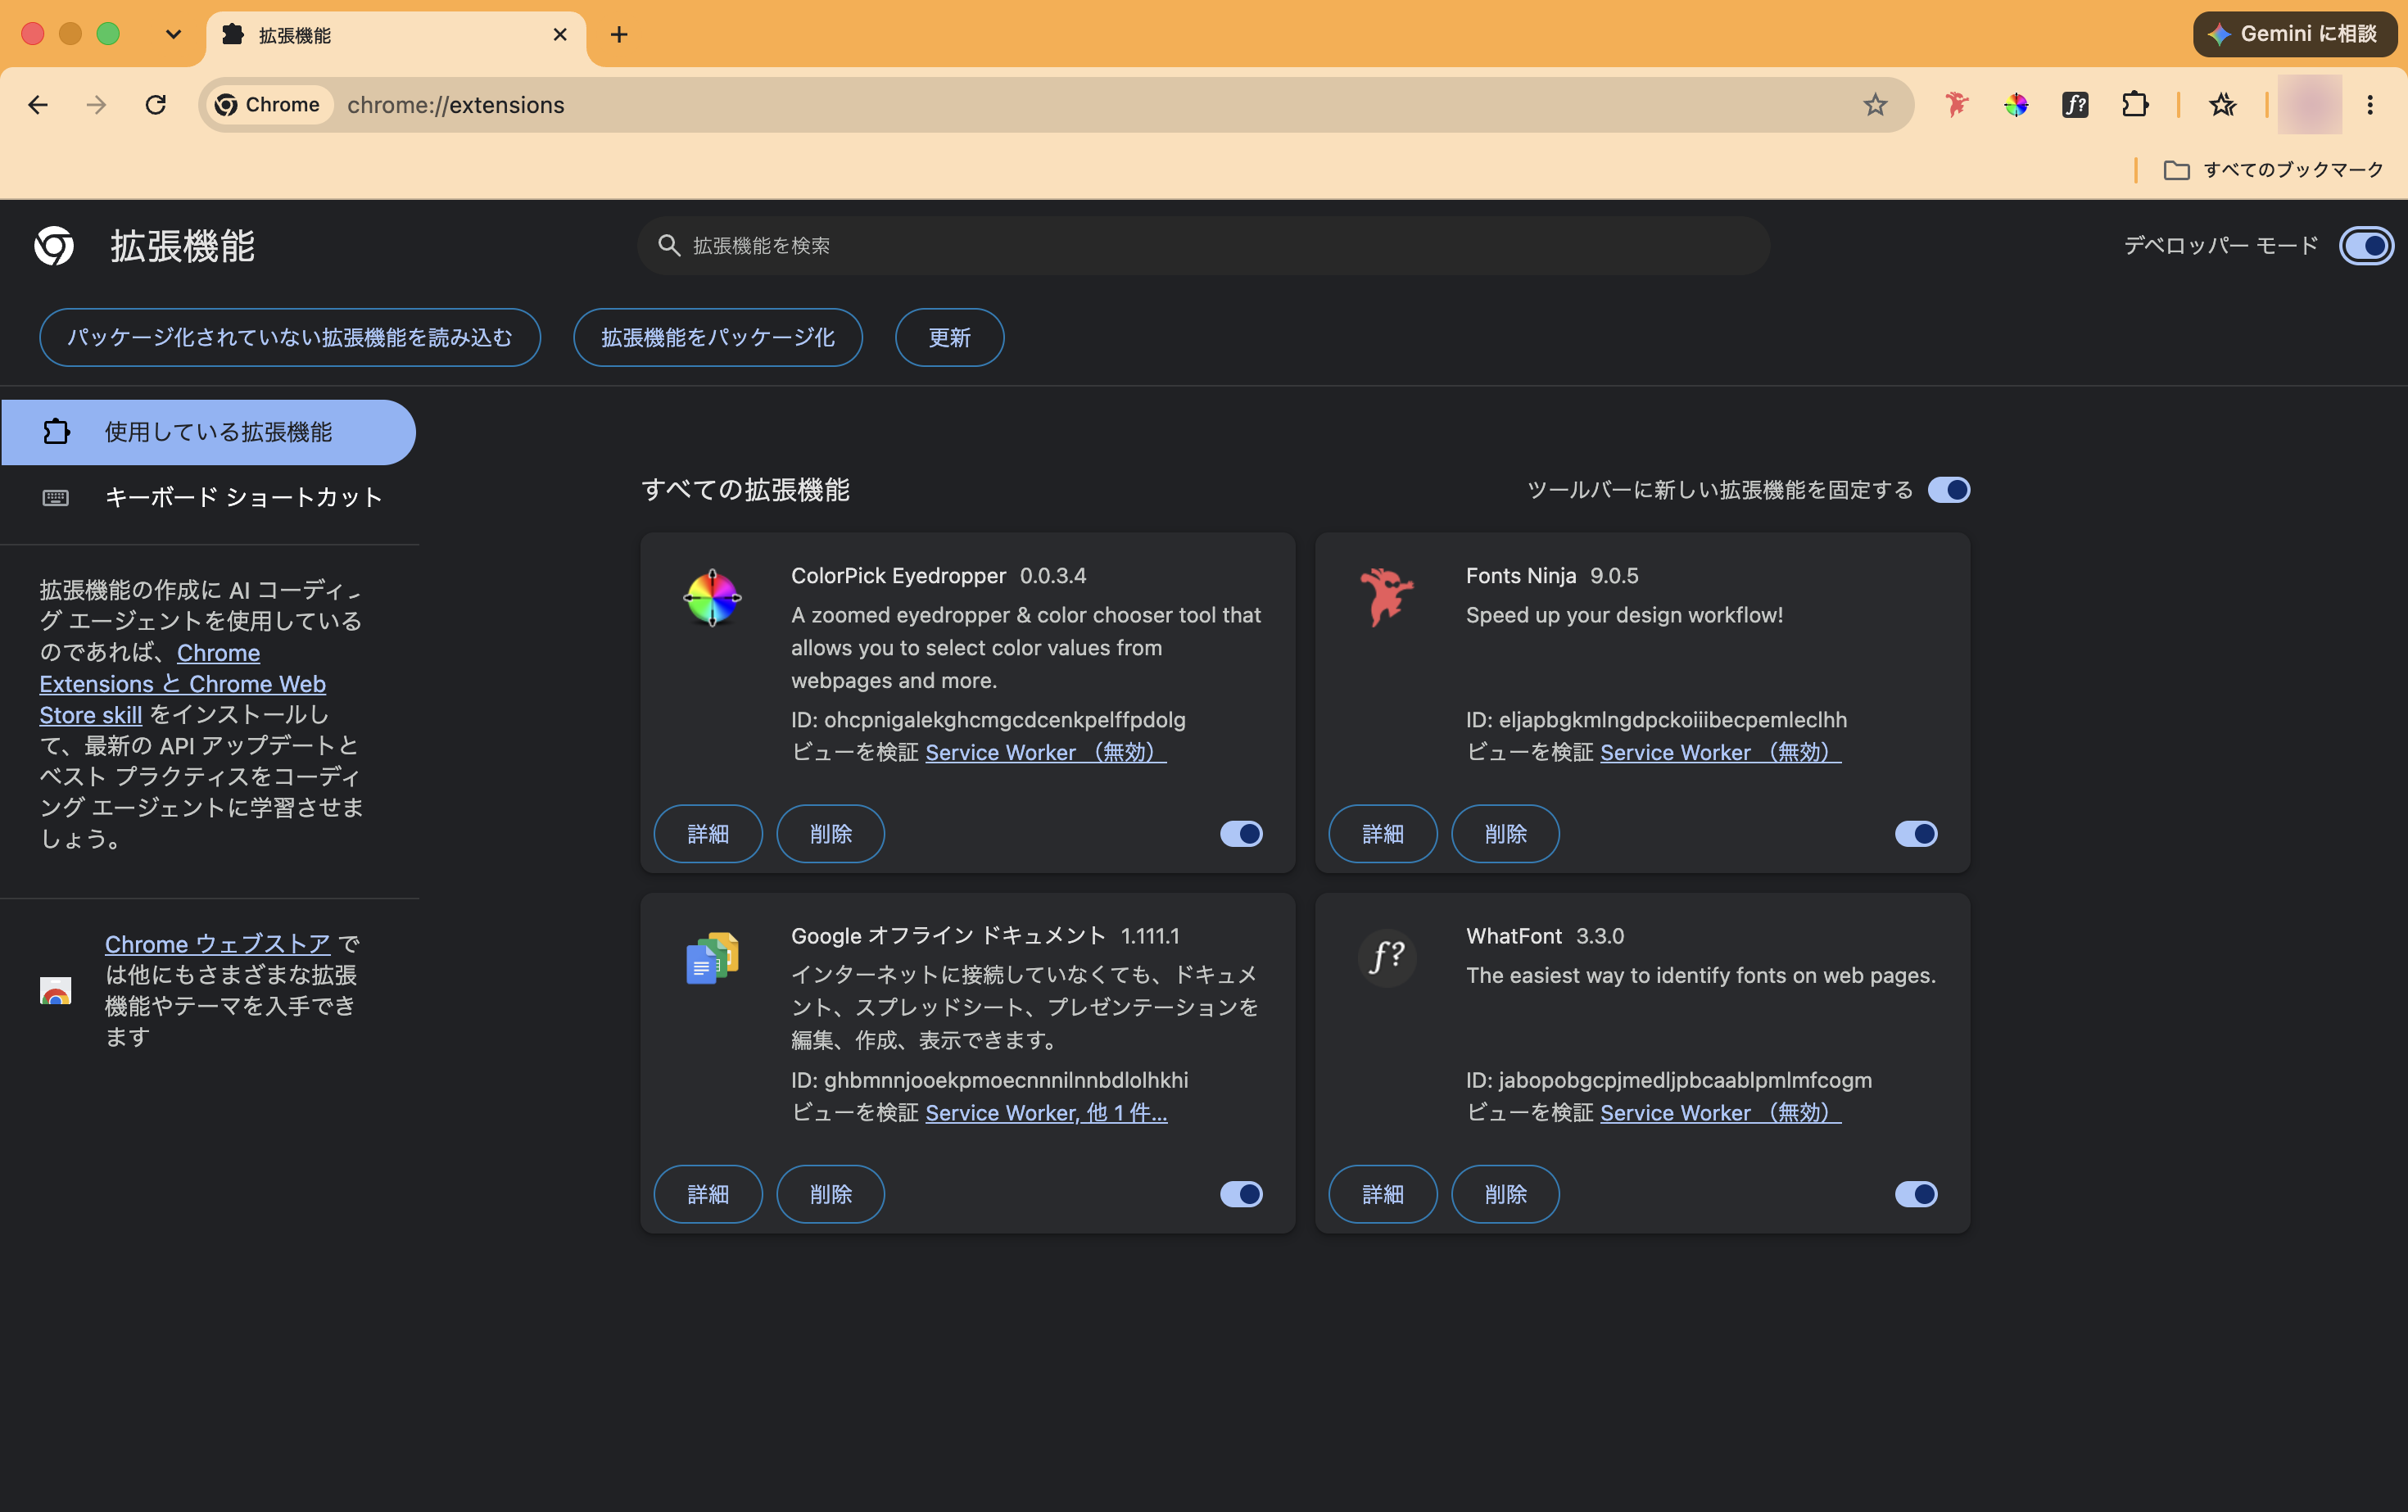 拡張機能
Gemini に相談
Chrome
chrome://extensions
f?
すべてのブックマーク
拡張機能
拡張機能を検索
デベロッパー モード
パッケージ化されていない拡張機能を読み込む
拡張機能をパッケージ化
更新
使用している拡張機能
キーボード ショートカット
拡張機能の作成に AI コーディン
グ エージェントを使用している
のであれば、Chrome
Extensions と Chrome Web
Store skill をインストールし
て、最新の API アップデートと
ベスト プラクティスをコーディ
ング エージェントに学習させま
しょう。
Chrome ウェブストア で
は他にもさまざまな拡張
機能やテーマを入手でき
ます
すべての拡張機能
ツールバーに新しい拡張機能を固定する
ColorPick Eyedropper 0.0.3.4
A zoomed eyedropper & color chooser tool that
allows you to select color values from
webpages and more.
ID: ohcpnigalekghcmgcdcenkpelffpdolg
ビューを検証 Service Worker （無効）
詳細
削除
Fonts Ninja 9.0.5
Speed up your design workflow!
ID: eljapbgkmlngdpckoiiibecpemleclhh
ビューを検証 Service Worker （無効）
詳細
削除
Google オフライン ドキュメント 1.111.1
インターネットに接続していなくても、ドキュメ
ント、スプレッドシート、プレゼンテーションを
編集、作成、表示できます。
ID: ghbmnnjooekpmoecnnnilnnbdlolhkhi
ビューを検証 Service Worker, 他 1 件...
詳細
削除
f?
WhatFont 3.3.0
The easiest way to identify fonts on web pages.
ID: jabopobgcpjmedljpbcaablpmlmfcogm
ビューを検証 Service Worker （無効）
詳細
削除